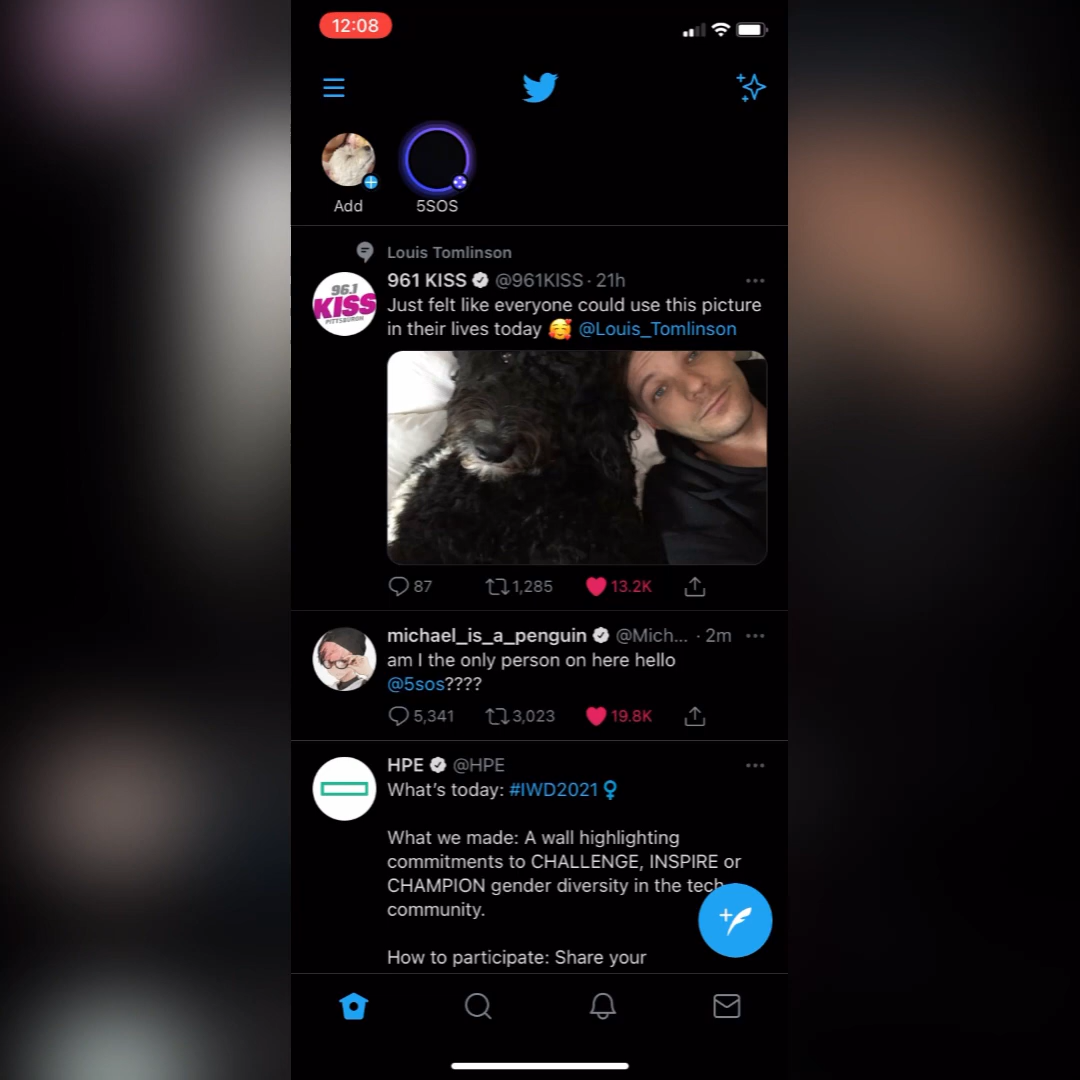 12:08
Add
5SOS
Louis Tomlinson
961 KISS @961KISS · 21h
96.1
KISS
PITTSBURGH
Just felt like everyone could use this picture
in their lives today 🥰 @Louis_Tomlinson
87 1,285 13.2K
michael_is_a_penguin @Mich... · 2m
am I the only person on here hello
@5sos????
5,341 3,023 19.8K
HPE @HPE
What's today: #IWD2021
What we made: A wall highlighting
commitments to CHALLENGE, INSPIRE or
CHAMPION gender diversity in the tech
community.
How to participate: Share your